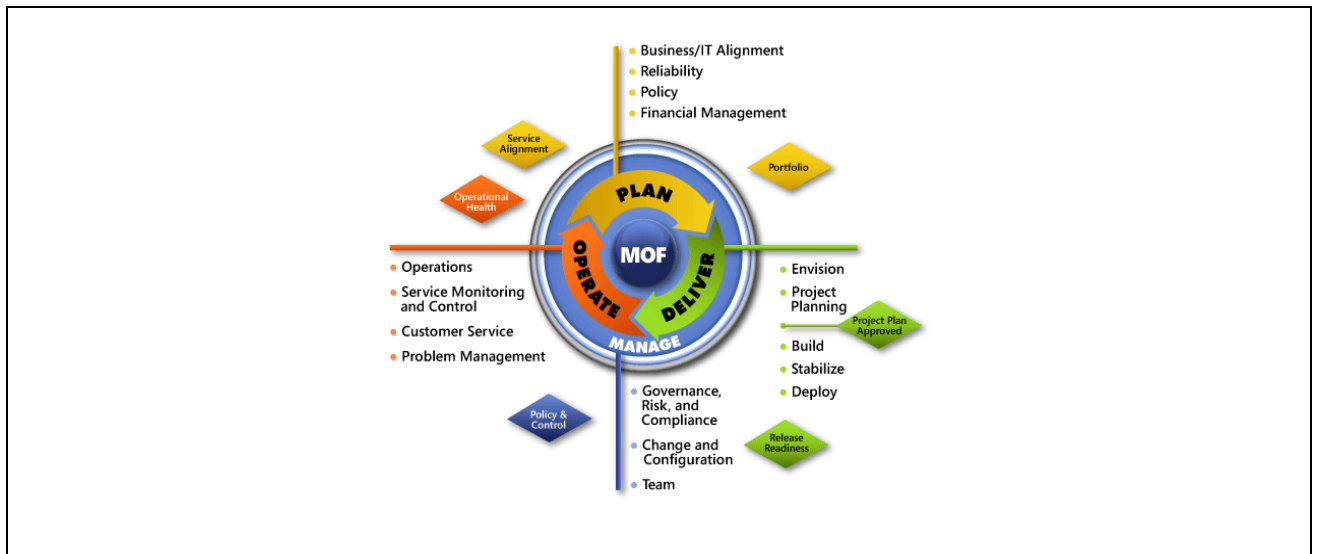 Business/IT Alignment
Reliability
Policy
Financial Management
Service
Alignment
Portfolio
Operational
Health
PLAN
MOF
OPERATE
DELIVER
MANAGE
Operations
Service Monitoring
and Control
Customer Service
Problem Management
Envision
Project
Planning
Project Plan
Approved
Build
Stabilize
Deploy
Policy &
Control
Governance,
Risk, and
Compliance
Change and
Configuration
Team
Release
Readiness